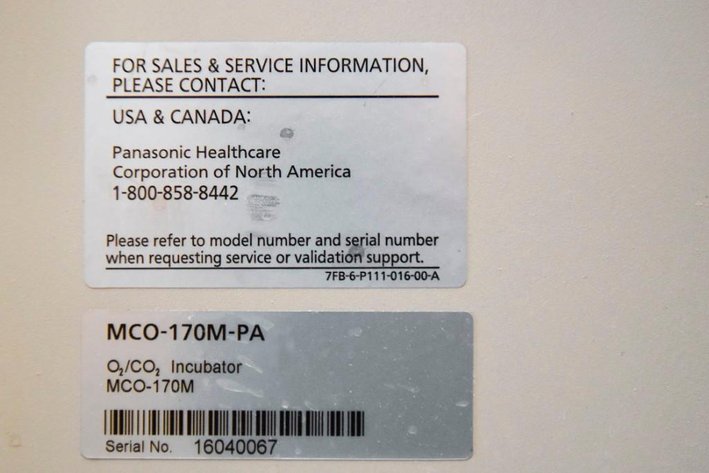 FOR SALES & SERVICE INFORMATION,
PLEASE CONTACT:
USA & CANADA:
Panasonic Healthcare
Corporation of North America
1-800-858-8442
Please refer to model number and serial number
when requesting service or validation support.
7FB-6-P111-016-00-A
MCO-170M-PA
O₂/CO₂ Incubator
MCO-170M
Serial No. 16040067